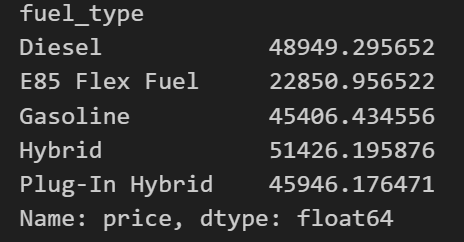 fuel_type
Diesel 48949.295652
E85 Flex Fuel 22850.956522
Gasoline 45406.434556
Hybrid 51426.195876
Plug-In Hybrid 45946.176471
Name: price, dtype: float64